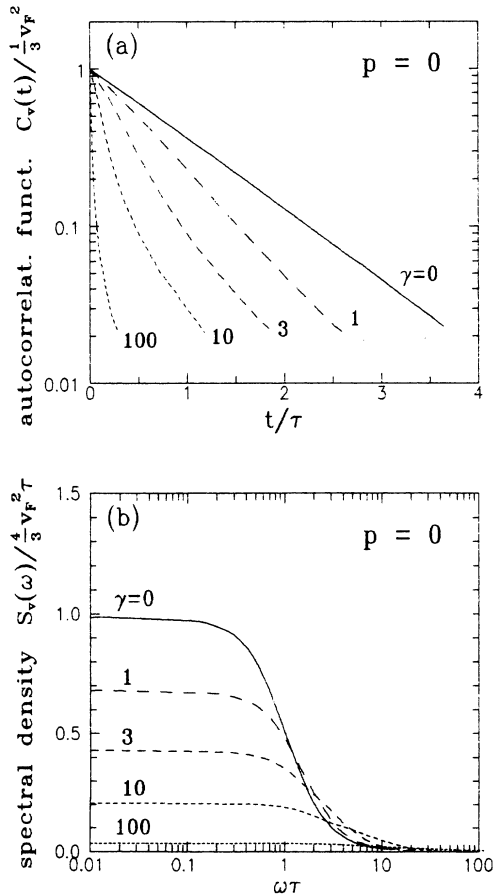 (a)
p = 0
autocorrelat. funct. C_v(t)/⅓v_F²
1
0.1
0.01
γ=0
1
3
10
100
0 1 2 3 4
t/τ
(b)
p = 0
spectral density S_v(ω)/⁴⁄₃v_F²τ
1.5
1.0
0.5
0.0
γ=0
1
3
10
100
0.01 0.1 1 10 100
ωτ